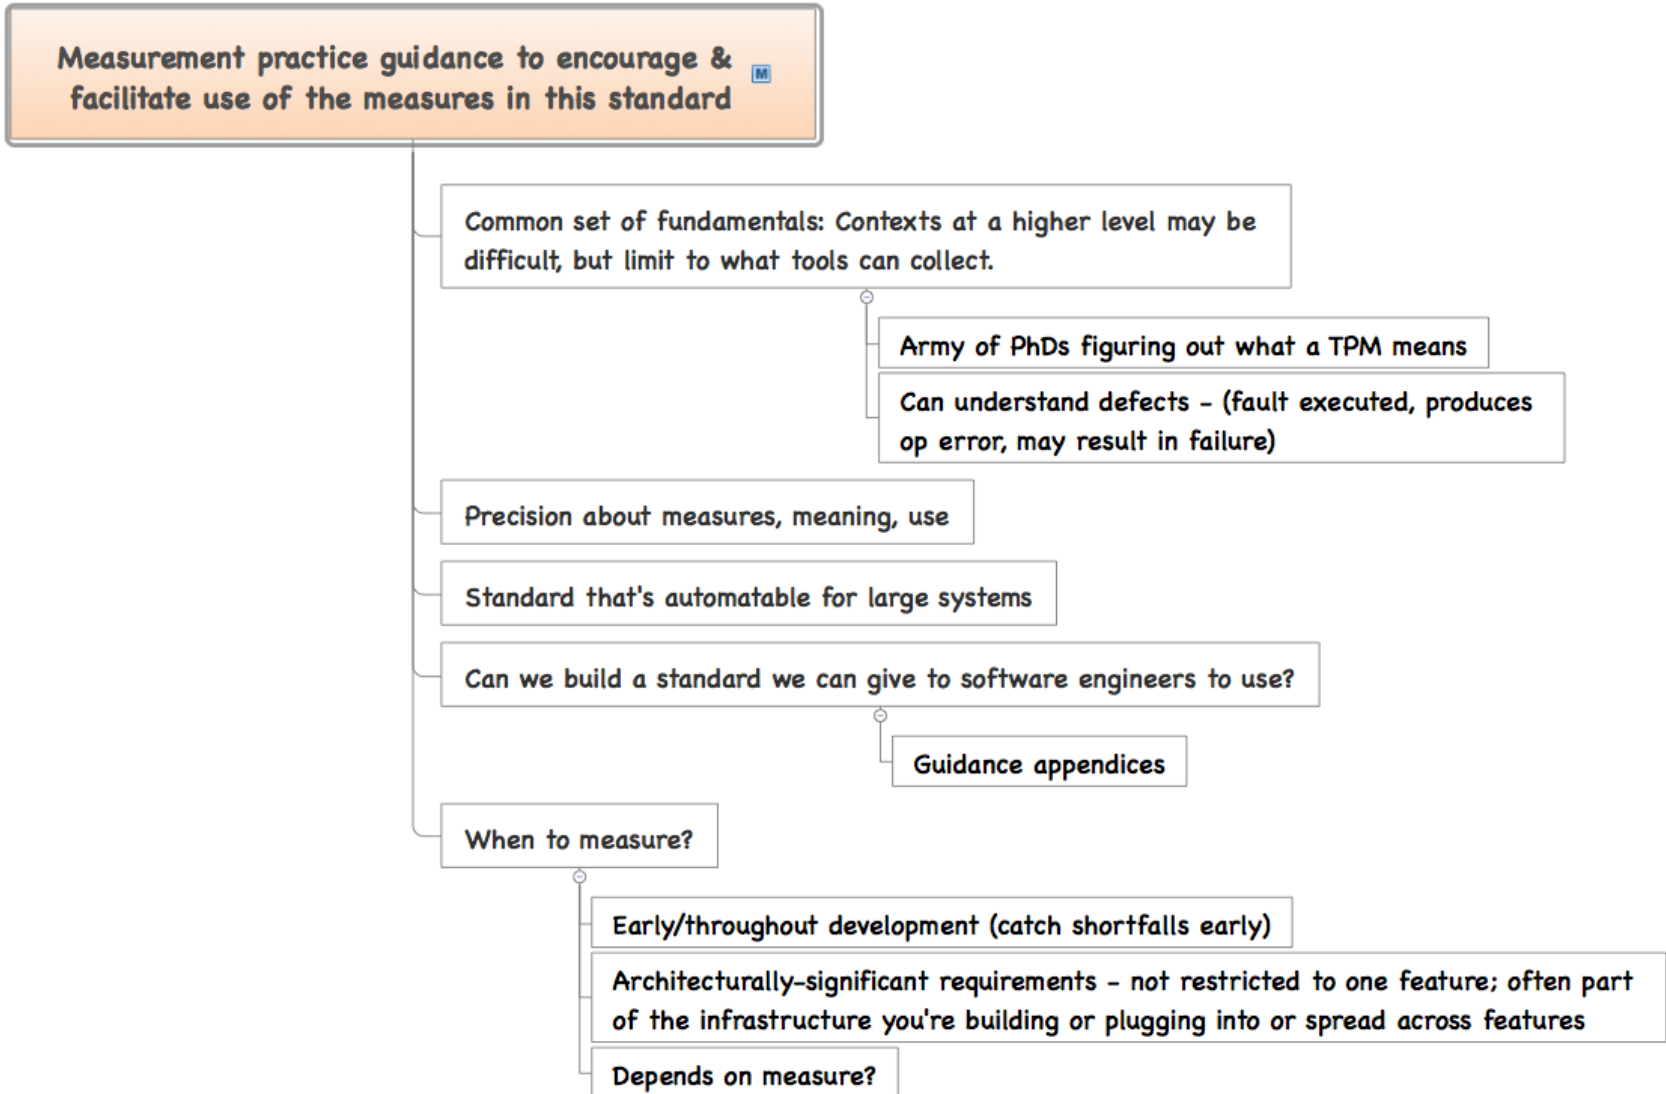 Measurement practice guidance to encourage &
facilitate use of the measures in this standard
M
Common set of fundamentals: Contexts at a higher level may be
difficult, but limit to what tools can collect.
Army of PhDs figuring out what a TPM means
Can understand defects - (fault executed, produces
op error, may result in failure)
Precision about measures, meaning, use
Standard that's automatable for large systems
Can we build a standard we can give to software engineers to use?
Guidance appendices
When to measure?
Early/throughout development (catch shortfalls early)
Architecturally-significant requirements - not restricted to one feature; often part
of the infrastructure you're building or plugging into or spread across features
Depends on measure?